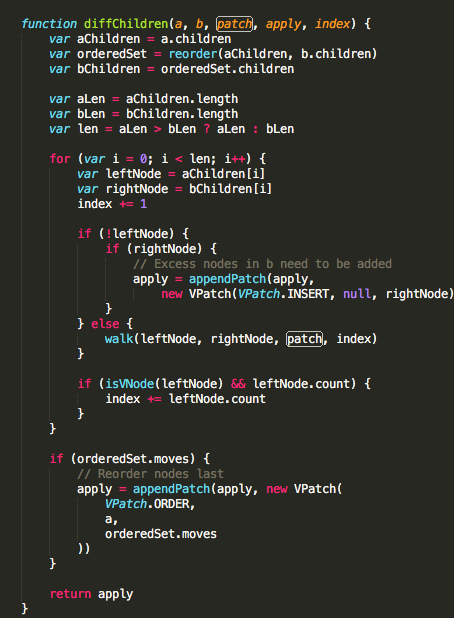 function diffChildren(a, b, patch, apply, index) {
    var aChildren = a.children
    var orderedSet = reorder(aChildren, b.children)
    var bChildren = orderedSet.children

    var aLen = aChildren.length
    var bLen = bChildren.length
    var len = aLen > bLen ? aLen : bLen

    for (var i = 0; i < len; i++) {
        var leftNode = aChildren[i]
        var rightNode = bChildren[i]
        index += 1

        if (!leftNode) {
            if (rightNode) {
                // Excess nodes in b need to be added
                apply = appendPatch(apply,
                    new VPatch(VPatch.INSERT, null, rightNode)
            }
        } else {
            walk(leftNode, rightNode, patch, index)
        }

        if (isVNode(leftNode) && leftNode.count) {
            index += leftNode.count
        }
    }

    if (orderedSet.moves) {
        // Reorder nodes last
        apply = appendPatch(apply, new VPatch(
            VPatch.ORDER,
            a,
            orderedSet.moves
        ))
    }

    return apply
}